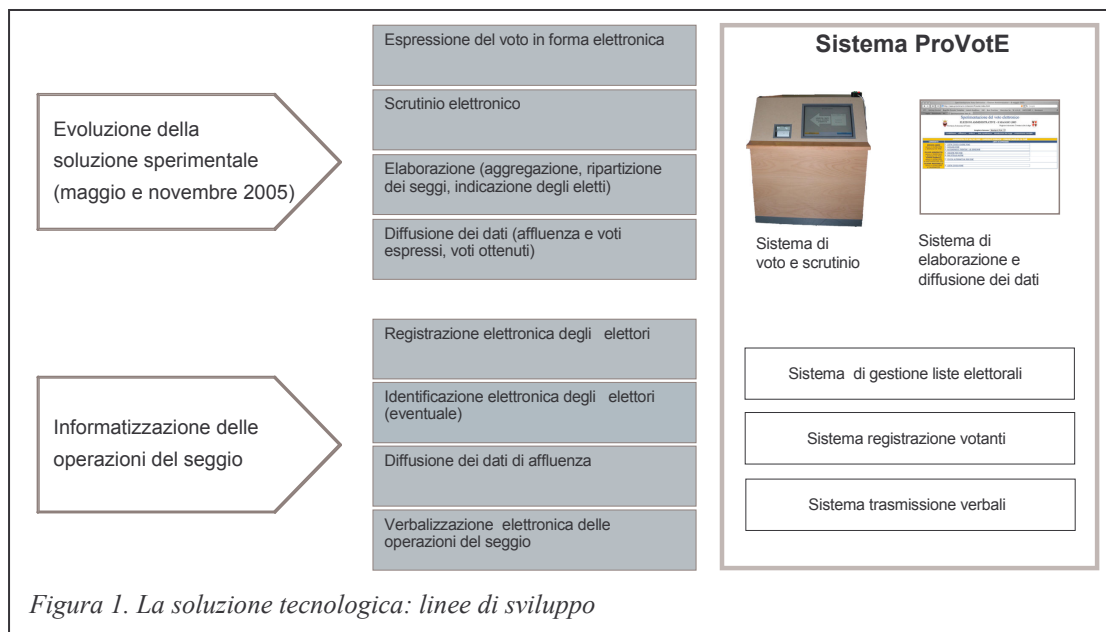 Espressione del voto in forma elettronica
Scrutinio elettronico
Elaborazione (aggregazione, ripartizione
dei seggi, indicazione degli eletti)
Diffusione dei dati (affluenza e voti
espressi, voti ottenuti)
Evoluzione della
soluzione sperimentale
(maggio e novembre 2005)
Sistema ProVotE
Sistema di
voto e scrutinio
Sistema di
elaborazione e
diffusione dei dati
Registrazione elettronica degli elettori
Identificazione elettronica degli elettori
(eventuale)
Diffusione dei dati di affluenza
Verbalizzazione elettronica delle
operazioni del seggio
Informatizzazione delle
operazioni del seggio
Sistema di gestione liste elettorali
Sistema registrazione votanti
Sistema trasmissione verbali
Figura 1. La soluzione tecnologica: linee di sviluppo